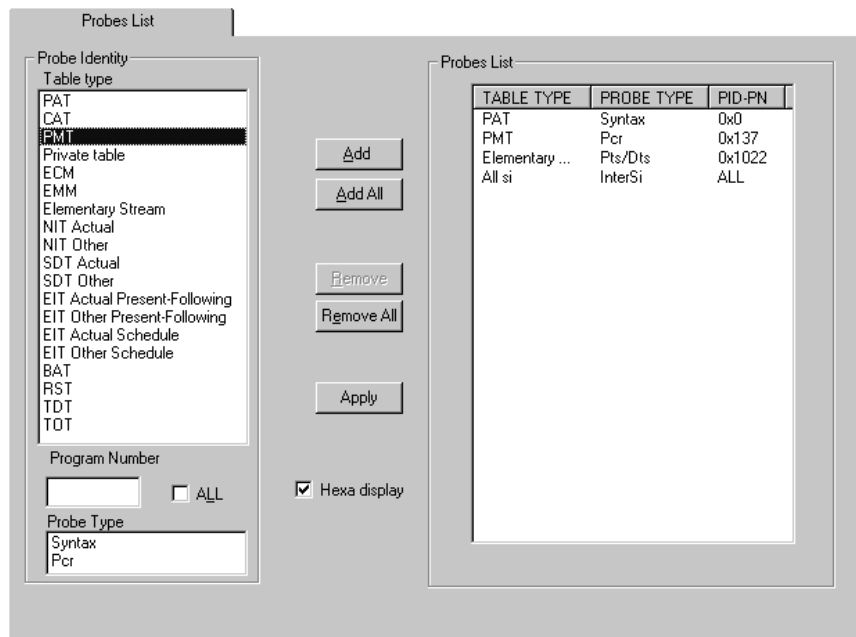 Probes List
Probe Identity
Table type
PAT
CAT
PMT
Private table
ECM
EMM
Elementary Stream
NIT Actual
NIT Other
SDT Actual
SDT Other
EIT Actual Present-Following
EIT Other Present-Following
EIT Actual Schedule
EIT Other Schedule
BAT
RST
TDT
TOT
Program Number
ALL
Probe Type
Syntax
Pcr
Add
Add All
Remove
Remove All
Apply
Hexa display
Probes List
TABLE TYPE PROBE TYPE PID-PN
PAT Syntax 0x0
PMT Pcr 0x137
Elementary ... Pts/Dts 0x1022
All si InterSi ALL